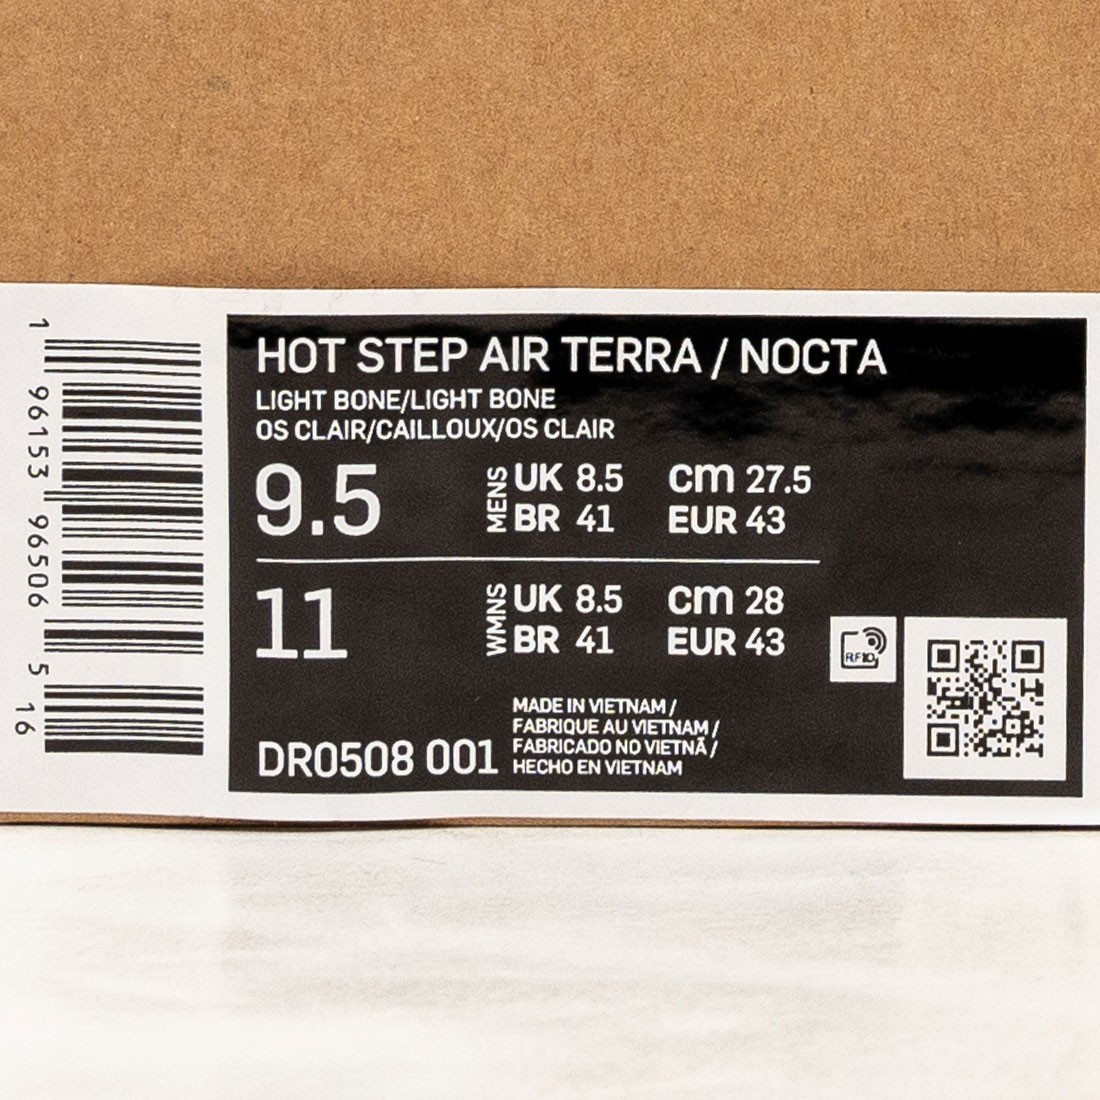 HOT STEP AIR TERRA / NOCTA
LIGHT BONE/LIGHT BONE
OS CLAIR/CAILLOUX/OS CLAIR
9.5 MENS UK 8.5 cm 27.5
BR 41 EUR 43
11 WMNS UK 8.5 cm 28
BR 41 EUR 43
RFID
MADE IN VIETNAM /
FABRIQUE AU VIETNAM /
FABRICADO NO VIETNÃ /
HECHO EN VIETNAM
DR0508 001
1 96153 96506 5 16